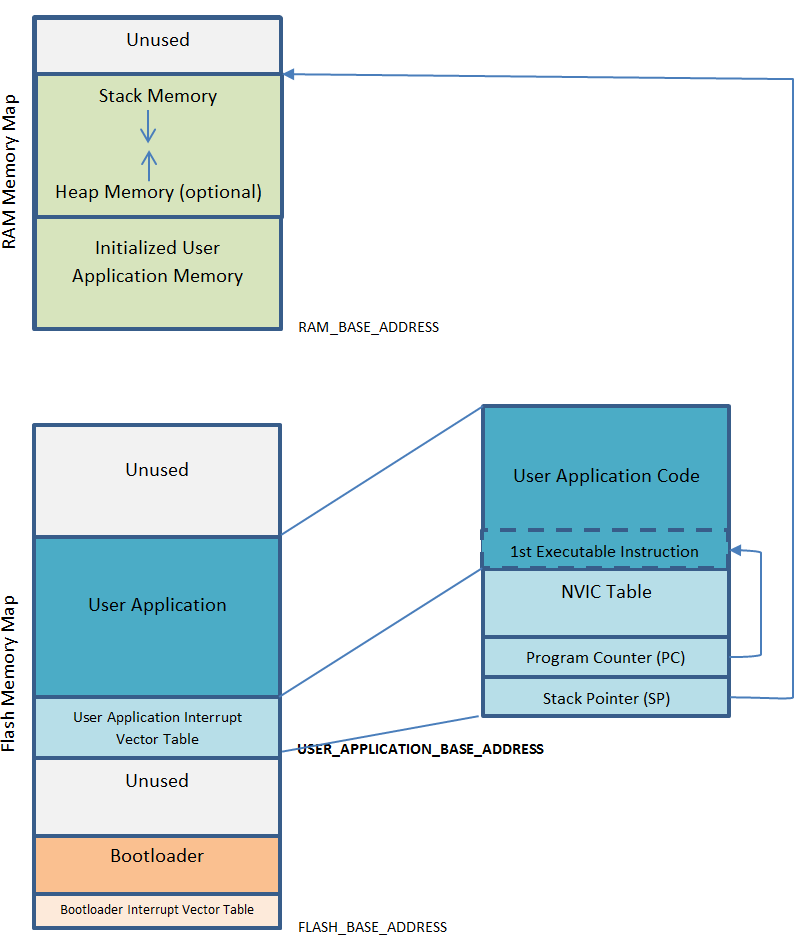 RAM Memory Map
Unused
Stack Memory
Heap Memory (optional)
Initialized User
Application Memory
RAM_BASE_ADDRESS
Flash Memory Map
Unused
User Application
User Application Interrupt
Vector Table
USER_APPLICATION_BASE_ADDRESS
Unused
Bootloader
Bootloader Interrupt Vector Table
FLASH_BASE_ADDRESS
User Application Code
1st Executable Instruction
NVIC Table
Program Counter (PC)
Stack Pointer (SP)